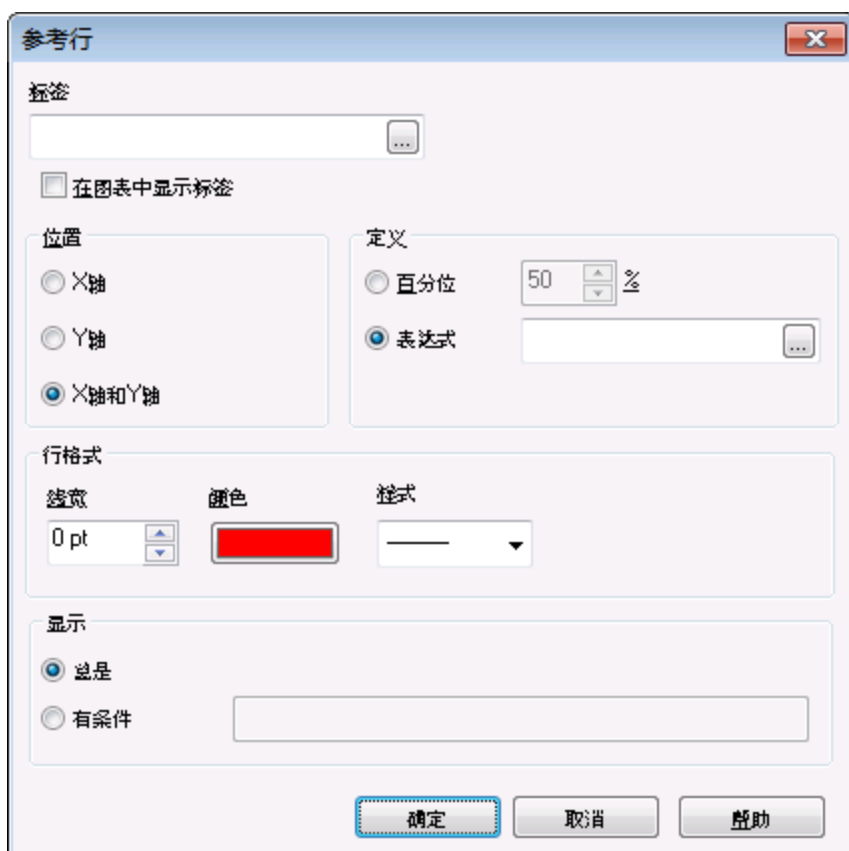 参考行
标签
...
在图表中显示标签
位置
定义
X轴
百分位 50 %
Y轴
表达式 ...
X轴和Y轴
行格式
线宽 颜色 样式
0 pt
显示
总是
有条件
确定 取消 帮助